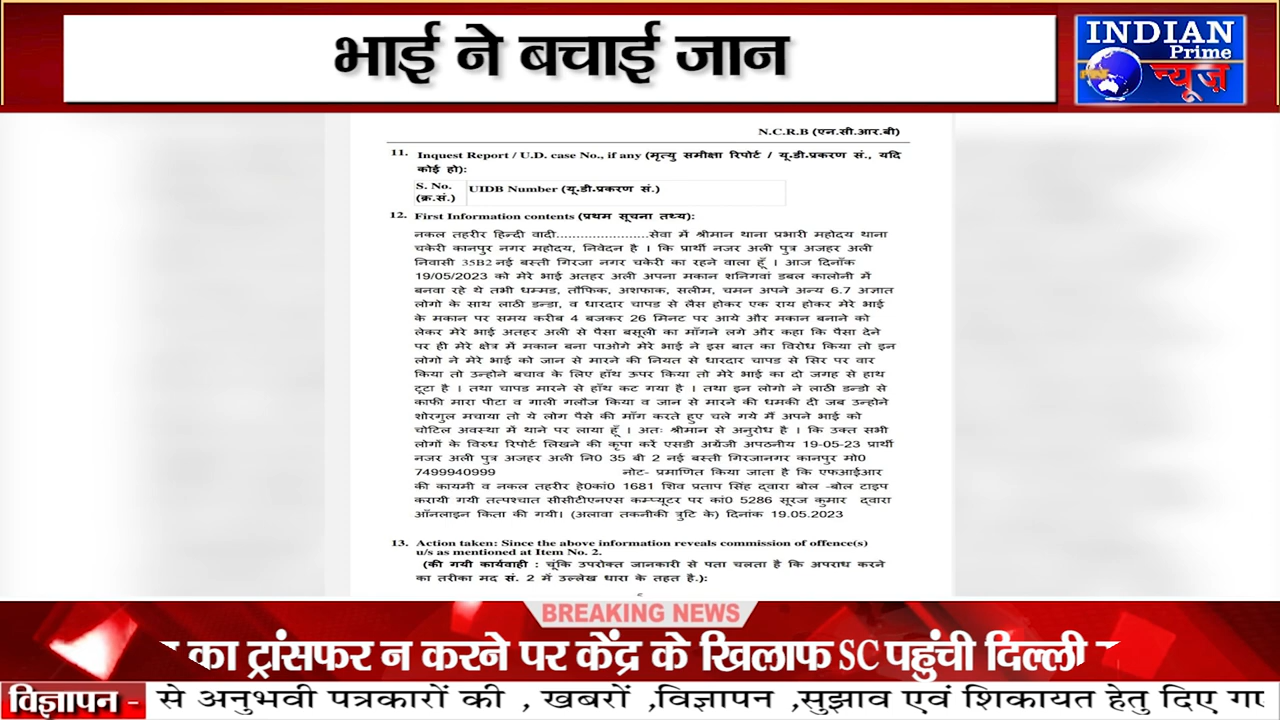 भाई ने बचाई जान
INDIAN
Prime
न्यूज़
N.C.R.B (एन.सी.आर.बी)
11. Inquest Report / U.D. case No., if any (मृत्यु समीक्षा रिपोर्ट / यू.डी.प्रकरण सं., यदि
कोई हो):
S. No. UIDB Number (यू.डी.प्रकरण सं.)
(क्र.सं.)
12. First Information contents (प्रथम सूचना तथ्य):
नकल तहरीर हिन्दी वादी.......................सेवा में श्रीमान थाना प्रभारी महोदय थाना
चकेरी कानपुर नगर महोदय, निवेदन है । कि प्रार्थी नजर अली पुत्र अजहर अली
निवासी 35B2 नई बस्ती गिरजा नगर चकेरी का रहने वाला हूँ । आज दिनाँक
19/05/2023 को मेरे भाई अतहर अली अपना मकान शनिगवां डबल कालोनी में
बनवा रहे थे तभी धम्मड, तौफिक, अशफाक, सलीम, चमन अपने अन्य 6.7 अज्ञात
लोगो के साथ लाठी डन्डा, व धारदार चापड से लैस होकर एक राय होकर मेरे भाई
के मकान पर समय करीब 4 बजकर 26 मिनट पर आये और मकान बनाने को
लेकर मेरे भाई अतहर अली से पैसा बसूली का माँगने लगे और कहा कि पैसा देने
पर ही मेरे क्षेत्र में मकान बना पाओगे मेरे भाई ने इस बात का विरोध किया तो इन
लोगो ने मेरे भाई को जान से मारने की नियत से धारदार चापड से सिर पर वार
किया तो उन्होने बचाव के लिए हाँथ ऊपर किया तो मेरे भाई का दो जगह से हाथ
टूटा है । तथा चापड मारने से हाँथ कट गया है । तथा इन लोगो ने लाठी डन्डो से
काफी मारा पीटा व गाली गलौज किया व जान से मारने की धमकी दी जब उन्होने
शोरगुल मचाया तो ये लोग पैसे की माँग करते हुए चले गये मैं अपने भाई को
चोटिल अवस्था में थाने पर लाया हूँ । अतः श्रीमान से अनुरोध है । कि उक्त सभी
लोगों के विरुध रिपोर्ट लिखने की कृपा करें एसडी अग्रेंजी अपठनीय 19-05-23 प्रार्थी
नजर अली पुत्र अजहर अली नि0 35 बी 2 नई बस्ती गिरजानगर कानपुर मो0
7499940999 नोट- प्रमाणित किया जाता है कि एफआईआर
की कायमी व नकल तहरीर हे0कां0 1681 शिव प्रताप सिंह द्वारा बोल -बोल टाइप
करायी गयी तत्पश्चात सीसीटीएनएस कम्प्यूटर पर कां0 5286 सूरज कुमार द्वारा
ऑनलाइन किता की गयी। (अलावा तकनीकी त्रुटि के) दिनांक 19.05.2023
13. Action taken: Since the above information reveals commission of offence(s)
u/s as mentioned at Item No. 2.
(की गयी कार्यवाही : चूंकि उपरोक्त जानकारी से पता चलता है कि अपराध करने
का तरीका मद सं. 2 में उल्लेख धारा के तहत है.):
BREAKING NEWS
का ट्रांसफर न करने पर केंद्र के खिलाफ SC पहुंची दिल्ली
विज्ञापन - से अनुभवी पत्रकारों की , खबरों ,विज्ञापन ,सुझाव एवं शिकायत हेतु दिए